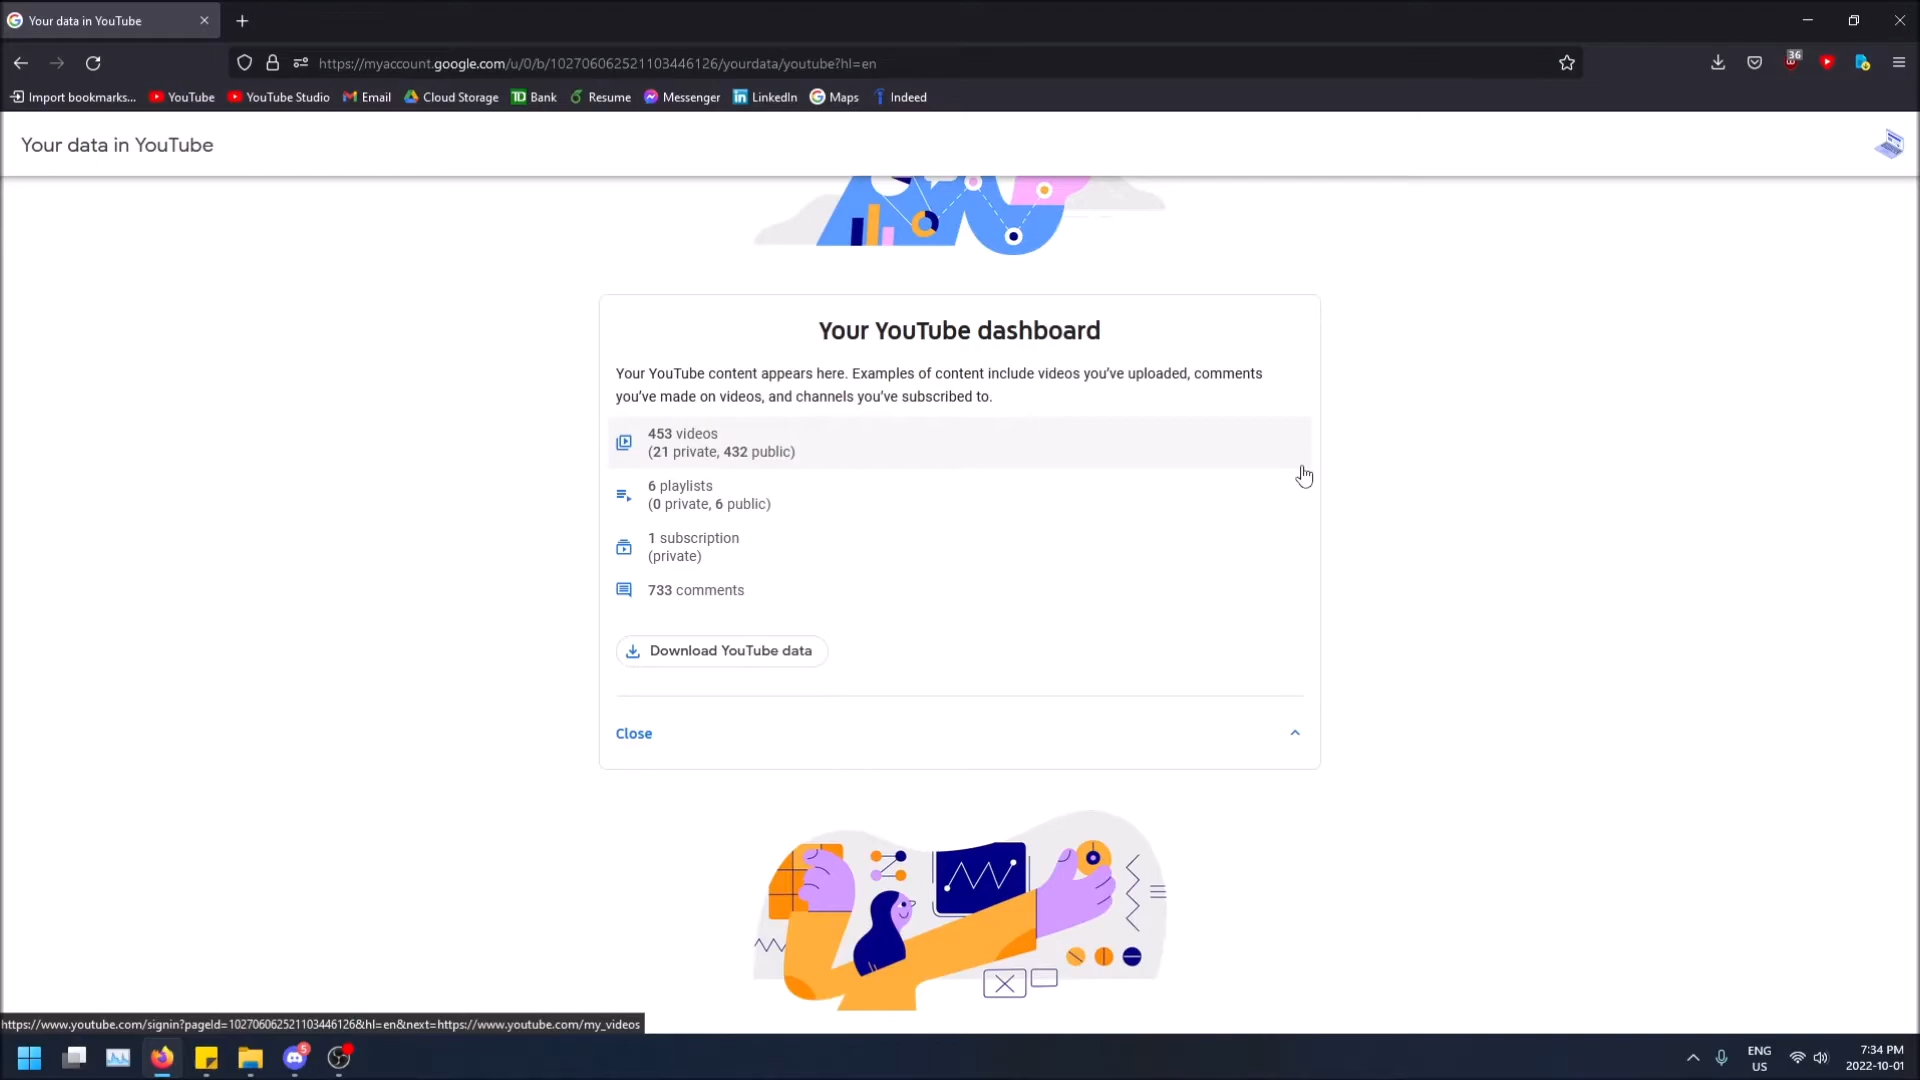 Your data in YouTube
https://myaccount.google.com/u/0/b/102706062521103446126/yourdata/youtube?hl=en
36
Import bookmarks... YouTube YouTube Studio Email Cloud Storage TD Bank Resume Messenger LinkedIn Maps Indeed
Your data in YouTube
Your YouTube dashboard
Your YouTube content appears here. Examples of content include videos you've uploaded, comments
you've made on videos, and channels you've subscribed to.
453 videos
(21 private, 432 public)
6 playlists
(0 private, 6 public)
1 subscription
(private)
733 comments
Download YouTube data
Close
https://www.youtube.com/signin?pageId=102706062521103446126&hl=en&next=https://www.youtube.com/my_videos
5
ENG
US
7:34 PM
2022-10-01